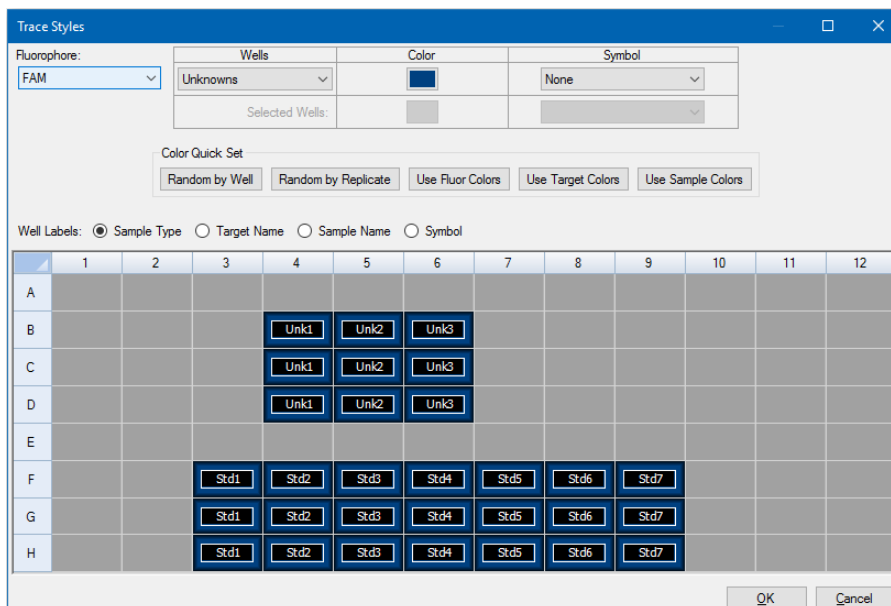 Trace Styles
Fluorophore: Wells Color Symbol
FAM Unknowns None
Selected Wells:
Color Quick Set
Random by Well Random by Replicate Use Fluor Colors Use Target Colors Use Sample Colors
Well Labels: Sample Type Target Name Sample Name Symbol
1 2 3 4 5 6 7 8 9 10 11 12
A
B Unk1 Unk2 Unk3
C Unk1 Unk2 Unk3
D Unk1 Unk2 Unk3
E
F Std1 Std2 Std3 Std4 Std5 Std6 Std7
G Std1 Std2 Std3 Std4 Std5 Std6 Std7
H Std1 Std2 Std3 Std4 Std5 Std6 Std7
OK Cancel